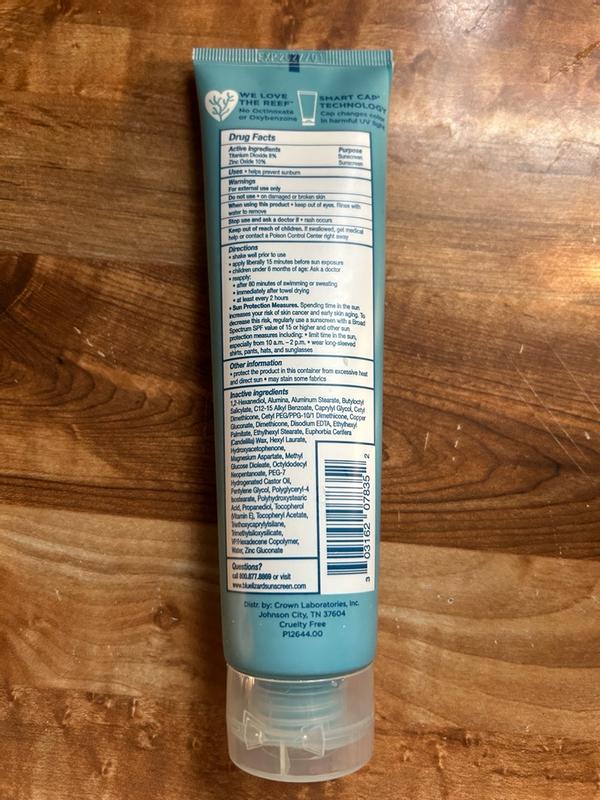 WE LOVE
THE REEF™
No Octinoxate
or Oxybenzone
SMART CAP®
TECHNOLOGY
Cap changes color
in harmful UV light
Drug Facts
Active Ingredients Purpose
Titanium Dioxide 8% Sunscreen
Zinc Oxide 10% Sunscreen
Uses • helps prevent sunburn
Warnings
For external use only
Do not use • on damaged or broken skin
When using this product • keep out of eyes. Rinse with
water to remove
Stop use and ask a doctor if • rash occurs
Keep out of reach of children. If swallowed, get medical
help or contact a Poison Control Center right away
Directions
• shake well prior to use
• apply liberally 15 minutes before sun exposure
• children under 6 months of age: Ask a doctor
• reapply:
• after 80 minutes of swimming or sweating
• immediately after towel drying
• at least every 2 hours
• Sun Protection Measures. Spending time in the sun
increases your risk of skin cancer and early skin aging. To
decrease this risk, regularly use a sunscreen with a Broad
Spectrum SPF value of 15 or higher and other sun
protection measures including: • limit time in the sun,
especially from 10 a.m. – 2 p.m. • wear long-sleeved
shirts, pants, hats, and sunglasses
Other information
• protect the product in this container from excessive heat
and direct sun • may stain some fabrics
Inactive ingredients
1,2-Hexanediol, Alumina, Aluminum Stearate, Butyloctyl
Salicylate, C12-15 Alkyl Benzoate, Caprylyl Glycol, Cetyl
Dimethicone, Cetyl PEG/PPG-10/1 Dimethicone, Copper
Gluconate, Dimethicone, Disodium EDTA, Ethylhexyl
Palmitate, Ethylhexyl Stearate, Euphorbia Cerifera
(Candelilla) Wax, Hexyl Laurate,
Hydroxyacetophenone,
Magnesium Aspartate, Methyl
Glucose Dioleate, Octyldodecyl
Neopentanoate, PEG-7
Hydrogenated Castor Oil,
Pentylene Glycol, Polyglyceryl-4
Isostearate, Polyhydroxystearic
Acid, Propanediol, Tocopherol
(Vitamin E), Tocopheryl Acetate,
Triethoxycaprylylsilane,
Trimethylsiloxysilicate,
VP/Hexadecene Copolymer,
Water, Zinc Gluconate
3 03162 07835 2
Questions?
call 800.877.8869 or visit
www.bluelizardsunscreen.com
Distr. by: Crown Laboratories, Inc.
Johnson City, TN 37604
Cruelty Free
P12644.00